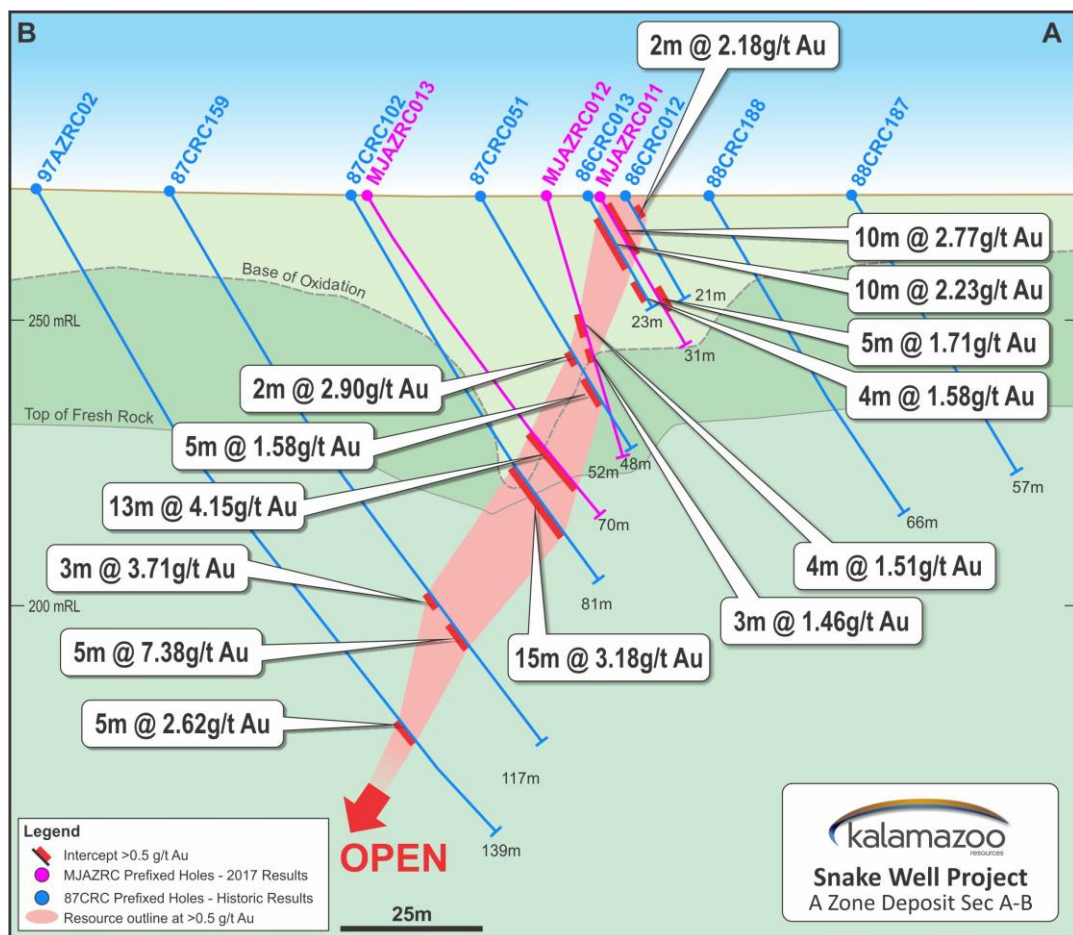 B
A
2m @ 2.18g/t Au
97AZRC02
87CRC159
87CRC102
MJAZRC013
87CRC051
MJAZRC012
86CRC013
MJAZRC011
86CRC012
88CRC188
88CRC187
10m @ 2.77g/t Au
10m @ 2.23g/t Au
5m @ 1.71g/t Au
4m @ 1.58g/t Au
Base of Oxidation
250 mRL
21m
23m
31m
2m @ 2.90g/t Au
Top of Fresh Rock
5m @ 1.58g/t Au
52m
48m
57m
13m @ 4.15g/t Au
70m
66m
4m @ 1.51g/t Au
3m @ 3.71g/t Au
81m
200 mRL
3m @ 1.46g/t Au
5m @ 7.38g/t Au
15m @ 3.18g/t Au
5m @ 2.62g/t Au
117m
139m
OPEN
Legend
Intercept >0.5 g/t Au
MJAZRC Prefixed Holes - 2017 Results
87CRC Prefixed Holes - Historic Results
Resource outline at >0.5 g/t Au
25m
kalamazoo
resources
Snake Well Project
A Zone Deposit Sec A-B